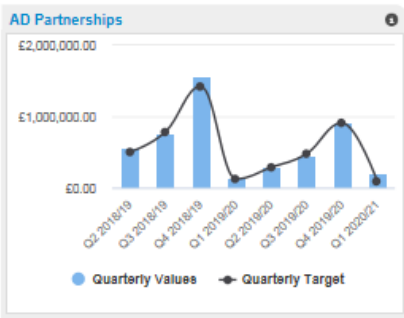 AD Partnerships
£2,000,000.00
£1,000,000.00
£0.00
Q2 2018/19
Q3 2018/19
Q4 2018/19
Q1 2019/20
Q2 2019/20
Q3 2019/20
Q4 2019/20
Q1 2020/21
Quarterly Values
Quarterly Target